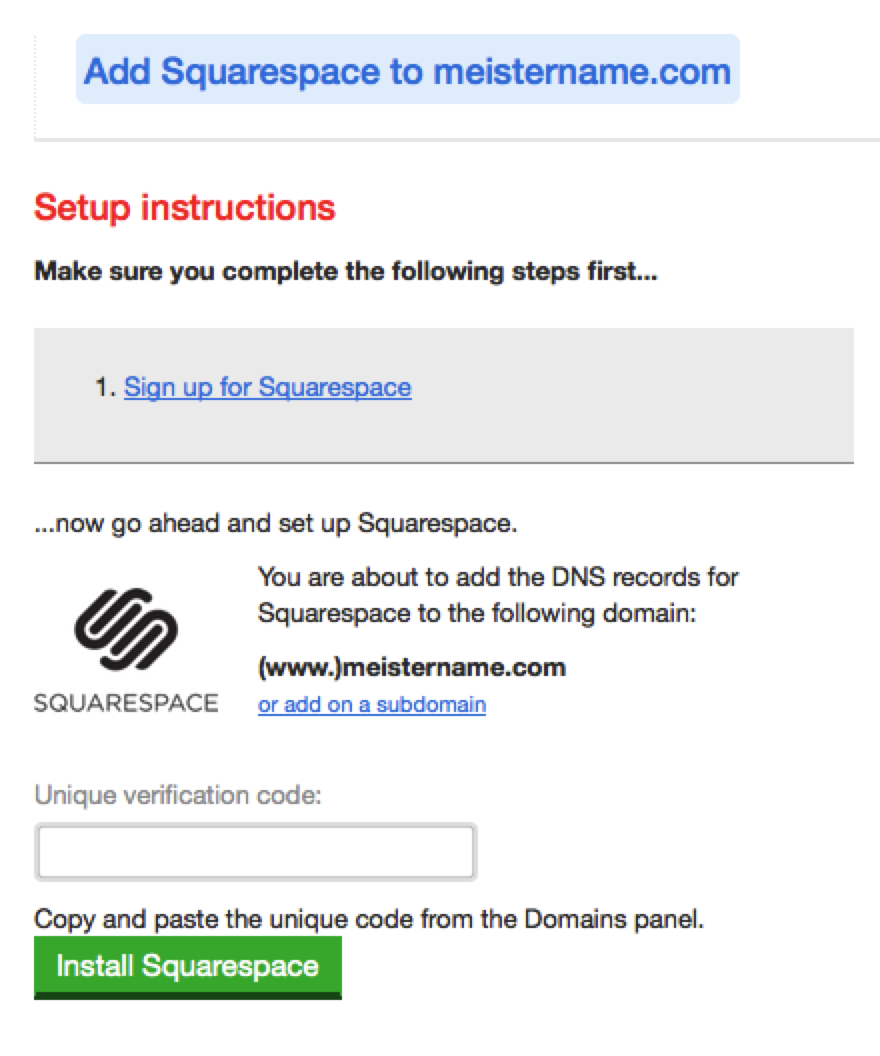 Add Squarespace to meistername.com
Setup instructions
Make sure you complete the following steps first...
1. Sign up for Squarespace
...now go ahead and set up Squarespace.
You are about to add the DNS records for
Squarespace to the following domain:
(www.)meistername.com
or add on a subdomain
SQUARESPACE
Unique verification code:
Copy and paste the unique code from the Domains panel.
Install Squarespace